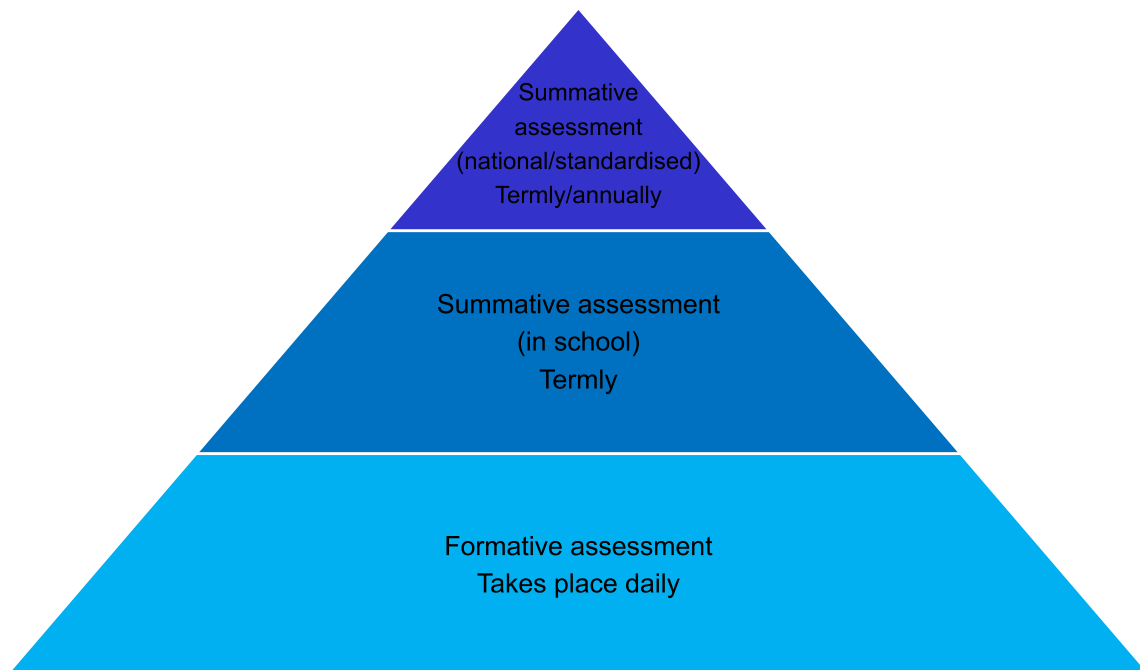 Summative
assessment
(national/standardised)
Termly/annually
Summative assessment
(in school)
Termly
Formative assessment
Takes place daily